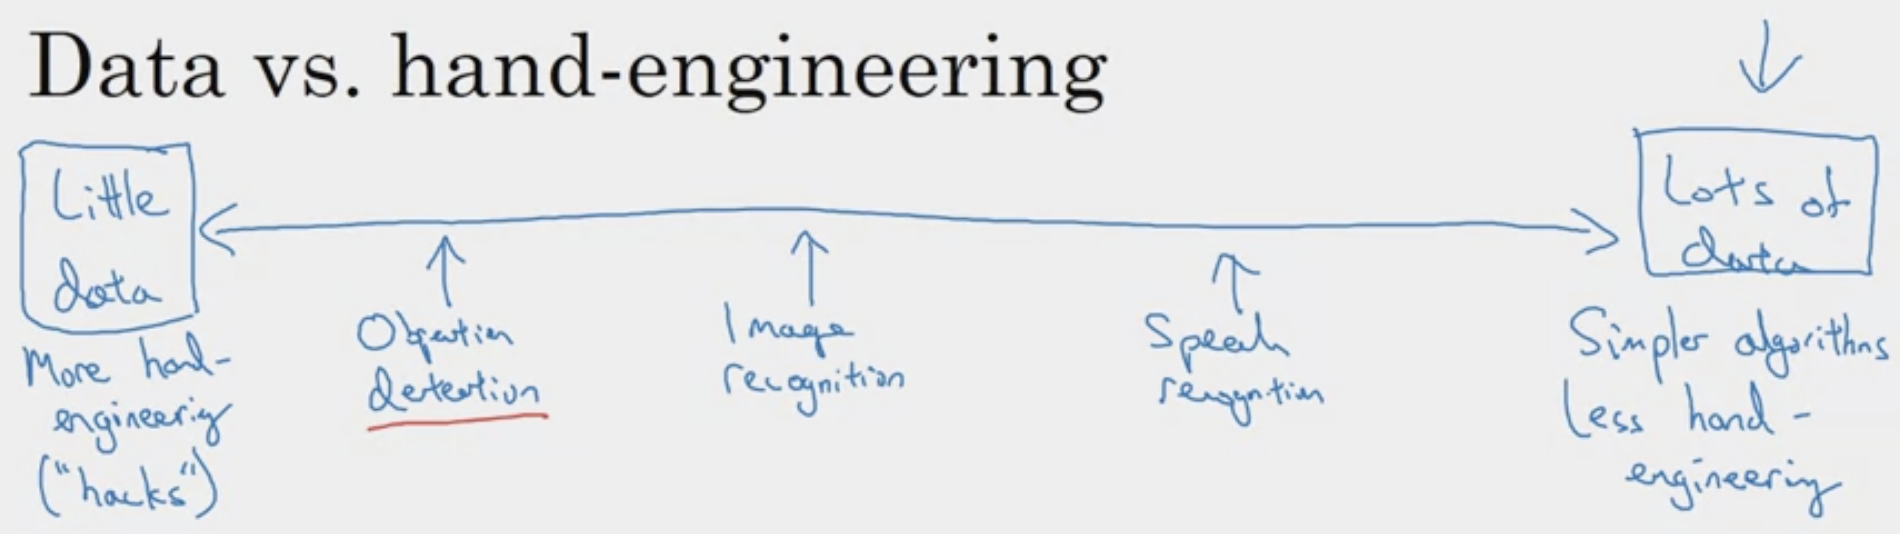 Data vs. hand-engineering
Little
data
More hand-
engineering
("hacks")
detection
Image
recognition
Speech
recognition
Lots of
data
Simpler algorithms
Less hand-
engineering